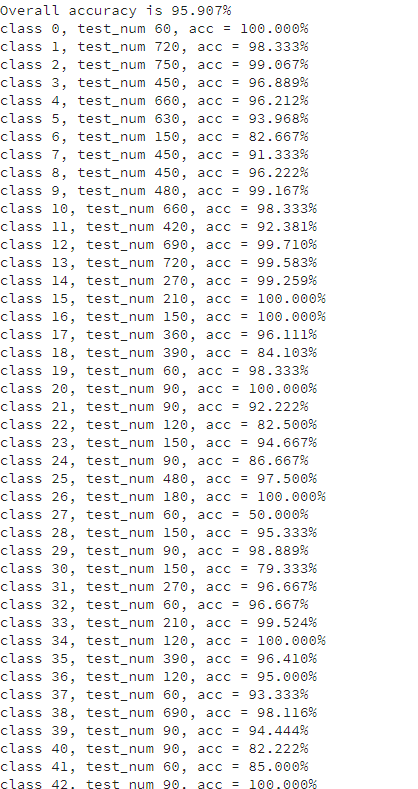 Overall accuracy is 95.907%
class 0, test_num 60, acc = 100.000%
class 1, test_num 720, acc = 98.333%
class 2, test_num 750, acc = 99.067%
class 3, test_num 450, acc = 96.889%
class 4, test_num 660, acc = 96.212%
class 5, test_num 630, acc = 93.968%
class 6, test_num 150, acc = 82.667%
class 7, test_num 450, acc = 91.333%
class 8, test_num 450, acc = 96.222%
class 9, test_num 480, acc = 99.167%
class 10, test_num 660, acc = 98.333%
class 11, test_num 420, acc = 92.381%
class 12, test_num 690, acc = 99.710%
class 13, test_num 720, acc = 99.583%
class 14, test_num 270, acc = 99.259%
class 15, test_num 210, acc = 100.000%
class 16, test_num 150, acc = 100.000%
class 17, test_num 360, acc = 96.111%
class 18, test_num 390, acc = 84.103%
class 19, test_num 60, acc = 98.333%
class 20, test_num 90, acc = 100.000%
class 21, test_num 90, acc = 92.222%
class 22, test_num 120, acc = 82.500%
class 23, test_num 150, acc = 94.667%
class 24, test_num 90, acc = 86.667%
class 25, test_num 480, acc = 97.500%
class 26, test_num 180, acc = 100.000%
class 27, test_num 60, acc = 50.000%
class 28, test_num 150, acc = 95.333%
class 29, test_num 90, acc = 98.889%
class 30, test_num 150, acc = 79.333%
class 31, test_num 270, acc = 96.667%
class 32, test_num 60, acc = 96.667%
class 33, test_num 210, acc = 99.524%
class 34, test_num 120, acc = 100.000%
class 35, test_num 390, acc = 96.410%
class 36, test_num 120, acc = 95.000%
class 37, test_num 60, acc = 93.333%
class 38, test_num 690, acc = 98.116%
class 39, test_num 90, acc = 94.444%
class 40, test_num 90, acc = 82.222%
class 41, test_num 60, acc = 85.000%
class 42, test_num 90, acc = 100.000%